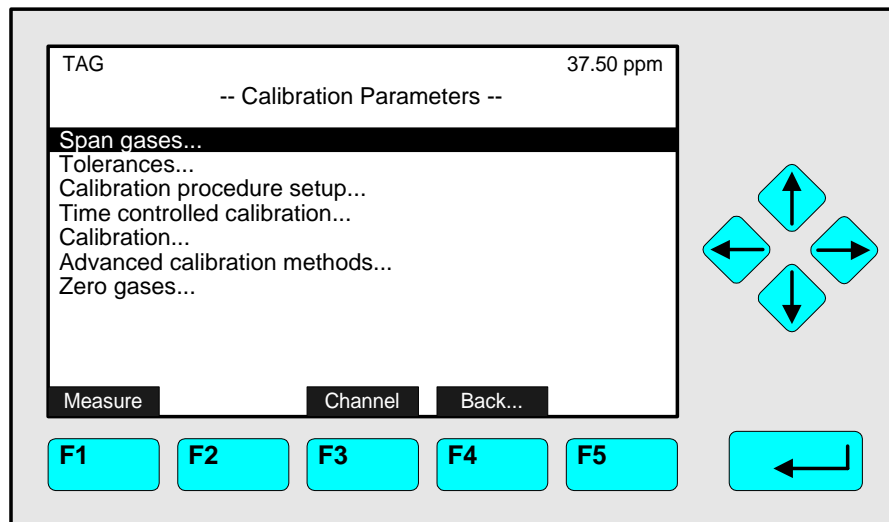 TAG 37.50 ppm
-- Calibration Parameters --
Span gases...
Tolerances...
Calibration procedure setup...
Time controlled calibration...
Calibration...
Advanced calibration methods...
Zero gases...
Measure Channel Back...
F1 F2 F3 F4 F5